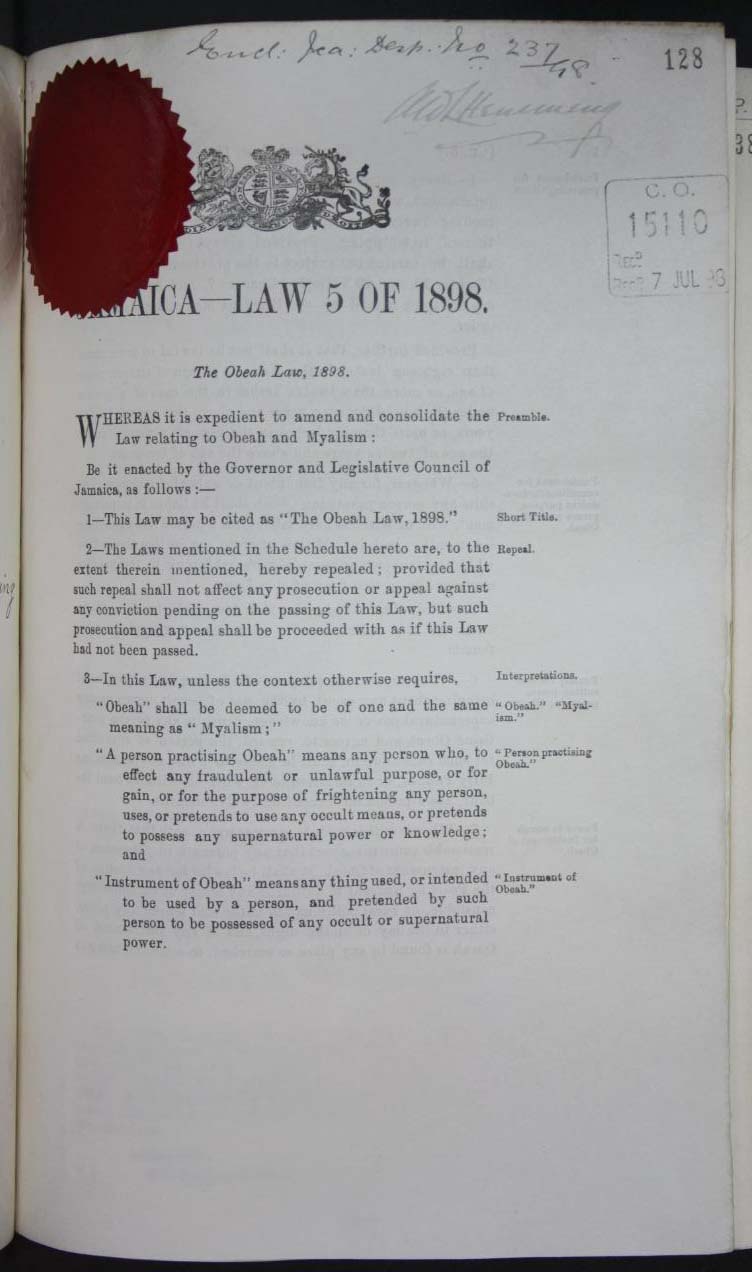 Encl: Jca: Desp: No 237/98.
128
C. O.
15110
REC^D
7 JUL 98
JAMAICA—LAW 5 OF 1898.
The Obeah Law, 1898.
WHEREAS it is expedient to amend and consolidate the Preamble.
Law relating to Obeah and Myalism :
Be it enacted by the Governor and Legislative Council of
Jamaica, as follows :—
1—This Law may be cited as "The Obeah Law, 1898." Short Title.
2—The Laws mentioned in the Schedule hereto are, to the Repeal.
extent therein mentioned, hereby repealed ; provided that
such repeal shall not affect any prosecution or appeal against
any conviction pending on the passing of this Law, but such
prosecution and appeal shall be proceeded with as if this Law
had not been passed.
3—In this Law, unless the context otherwise requires, Interpretations.
"Obeah" shall be deemed to be of one and the same "Obeah." "Myal-
meaning as " Myalism ; " ism."
"A person practising Obeah" means any person who, to "Person practising
effect any fraudulent or unlawful purpose, or for Obeah."
gain, or for the purpose of frightening any person,
uses, or pretends to use any occult means, or pretends
to possess any supernatural power or knowledge ;
and
"Instrument of Obeah" means any thing used, or intended "Instrument of
to be used by a person, and pretended by such Obeah."
person to be possessed of any occult or supernatural
power.